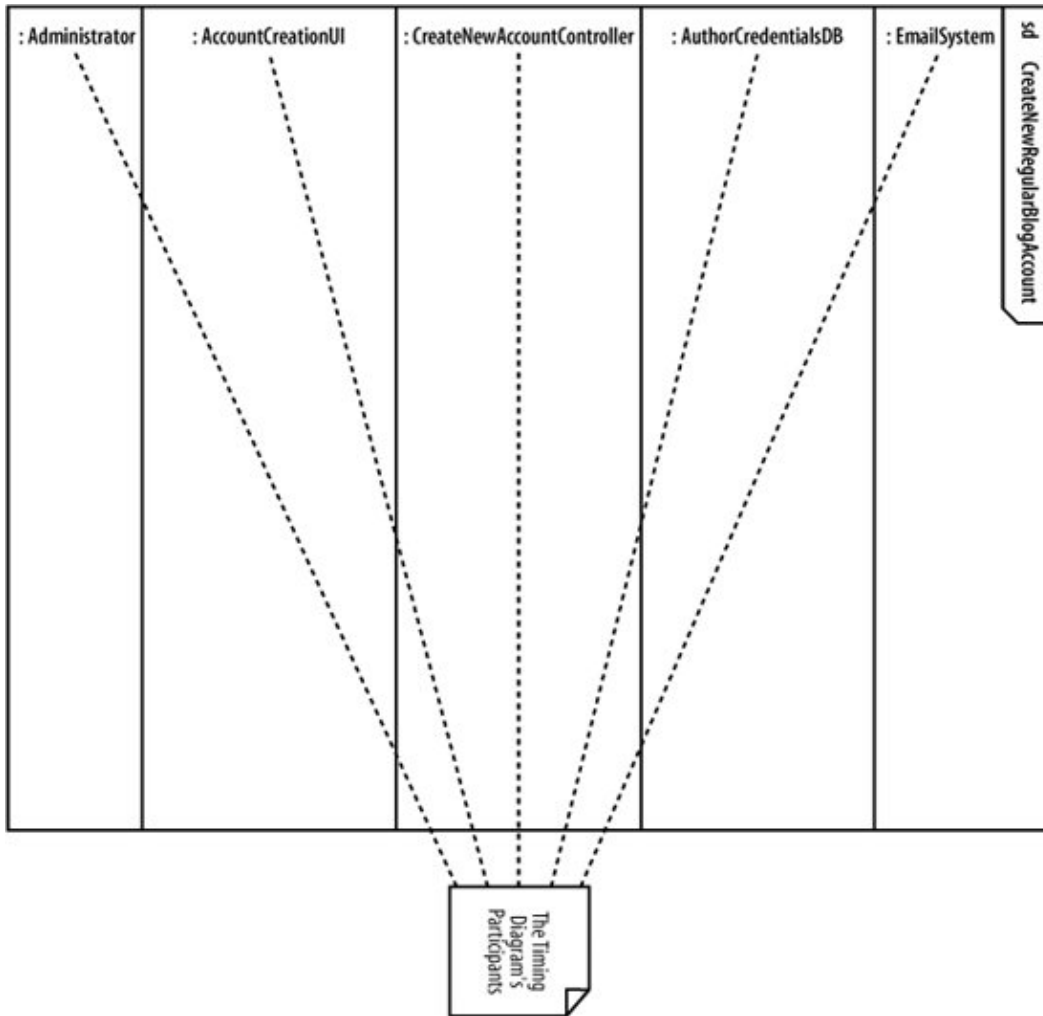 : Administrator
: AccountCreationUI
: CreateNewAccountController
: AuthorCredentialsDB
: EmailSystem
sd CreateNewRegularBlogAccount
The Timing
Diagram's
Participants